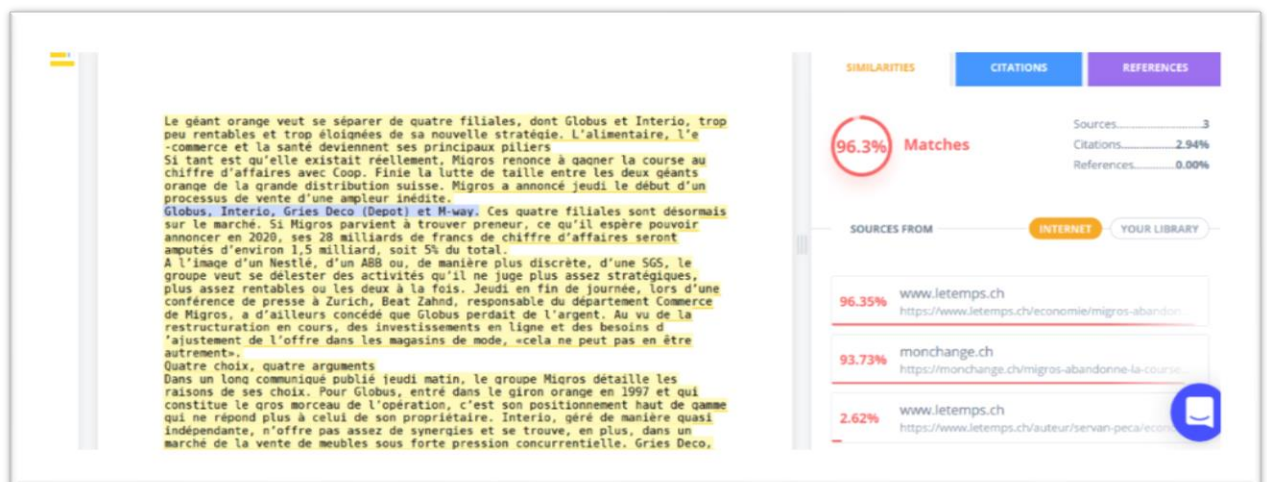 Le géant orange veut se séparer de quatre filiales, dont Globus et Interio, trop
peu rentables et trop éloignées de sa nouvelle stratégie. L'alimentaire, l'e
-commerce et la santé deviennent ses principaux piliers
Si tant est qu'elle existait réellement, Migros renonce à gagner la course au
chiffre d'affaires avec Coop. Finie la lutte de taille entre les deux géants
orange de la grande distribution suisse. Migros a annoncé jeudi le début d'un
processus de vente d'une ampleur inédite.
Globus, Interio, Gries Deco (Depot) et M-way. Ces quatre filiales sont désormais
sur le marché. Si Migros parvient à trouver preneur, ce qu'il espère pouvoir
annoncer en 2020, ses 28 milliards de francs de chiffre d'affaires seront
amputés d'environ 1,5 milliard, soit 5% du total.
A l'image d'un Nestlé, d'un ABB ou, de manière plus discrète, d'une SGS, le
groupe veut se délester des activités qu'il ne juge plus assez stratégiques,
plus assez rentables ou les deux à la fois. Jeudi en fin de journée, lors d'une
conférence de presse à Zurich, Beat Zahnd, responsable du département Commerce
de Migros, a d'ailleurs concédé que Globus perdait de l'argent. Au vu de la
restructuration en cours, des investissements en ligne et des besoins d
'ajustement de l'offre dans les magasins de mode, «cela ne peut pas en être
autrement».
Quatre choix, quatre arguments
Dans un long communiqué publié jeudi matin, le groupe Migros détaille les
raisons de ses choix. Pour Globus, entré dans le giron orange en 1997 et qui
constitue le gros morceau de l'opération, c'est son positionnement haut de gamme
qui ne répond plus à celui de son propriétaire. Interio, géré de manière quasi
indépendante, n'offre pas assez de synergies et se trouve, en plus, dans un
marché de la vente de meubles sous forte pression concurrentielle. Gries Deco,
SIMILARITIES CITATIONS REFERENCES
96.3% Matches
Sources 3
Citations 2.94%
References 0.00%
SOURCES FROM INTERNET YOUR LIBRARY
96.35% www.letemps.ch
https://www.letemps.ch/economie/migros-abandon...
93.73% monchange.ch
https://monchange.ch/migros-abandonne-la-course...
2.62% www.letemps.ch
https://www.letemps.ch/auteur/servan-peca/econo